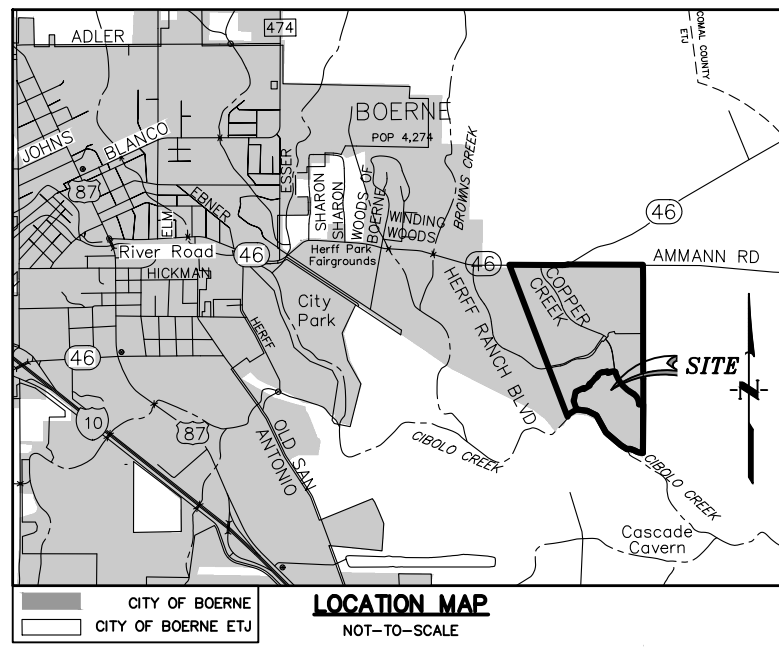 474
ADLER
COMAL COUNTY
ETJ
BOERNE
POP 4,274
JOHNS
BLANCO
BROWNS CREEK
87
ESSER
SHARON
SHARON
WOODS OF
BOERNE
EBNER
ELM
WINDING
WOODS
46
River Road
46
Herff Park
Fairgrounds
46
AMMANN RD
HICKMAN
COPPER
CREEK
City
Park
HERFF RANCH BLVD
HERFF
46
SITE
N
10
87
OLD SAN
ANTONIO
CIBOLO CREEK
CIBOLO CREEK
Cascade
Cavern
CITY OF BOERNE
CITY OF BOERNE ETJ
LOCATION MAP
NOT-TO-SCALE